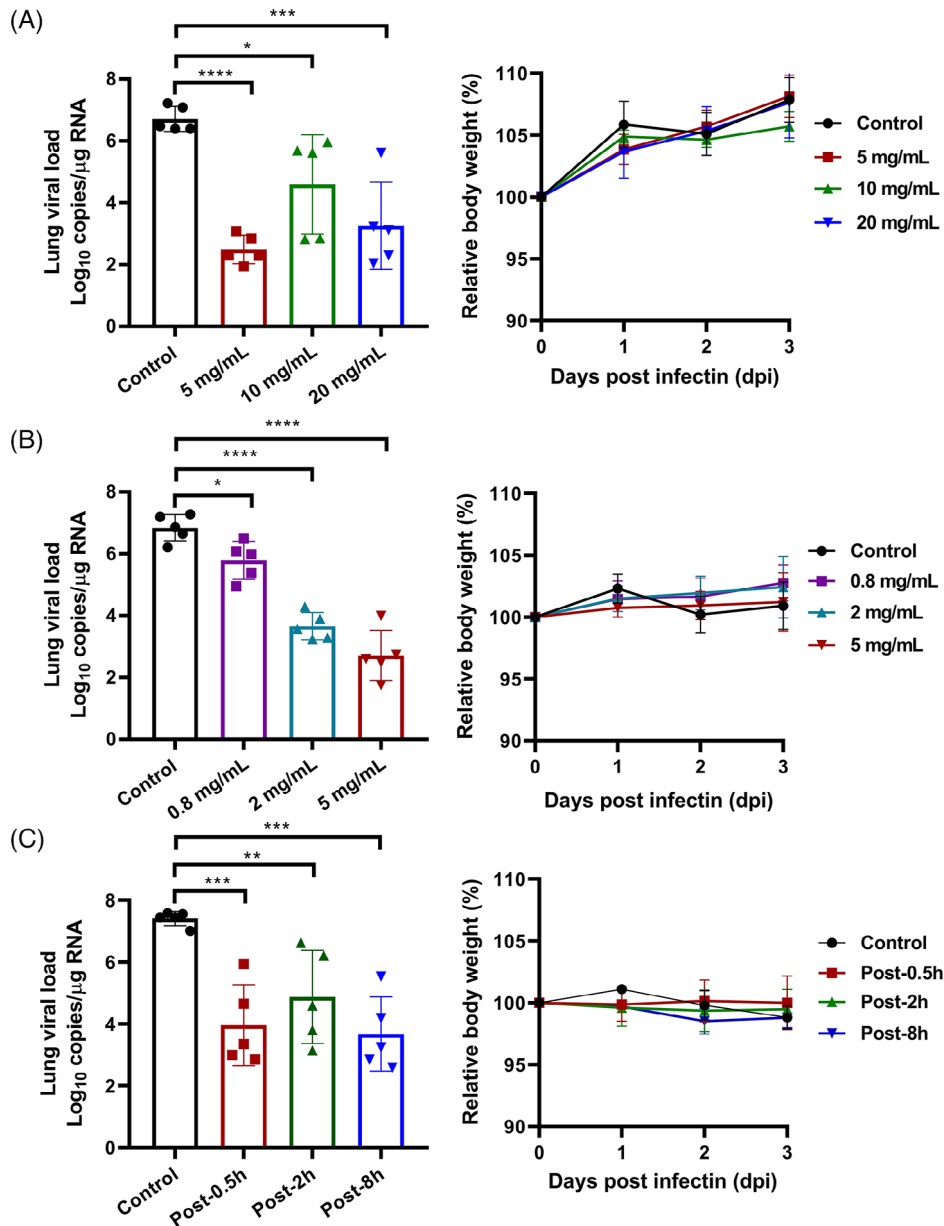 (A)
***
*
****
Lung viral load
Log10 copies/μg RNA
8
6
4
2
0
Control
5 mg/mL
10 mg/mL
20 mg/mL
Relative body weight (%)
110
105
100
95
90
0
1
2
3
Days post infectin (dpi)
Control
5 mg/mL
10 mg/mL
20 mg/mL
(B)
****
****
*
Lung viral load
Log10 copies/μg RNA
8
6
4
2
0
Control
0.8 mg/mL
2 mg/mL
5 mg/mL
Relative body weight (%)
110
105
100
95
90
0
1
2
3
Days post infectin (dpi)
Control
0.8 mg/mL
2 mg/mL
5 mg/mL
(C)
***
**
***
Lung viral load
Log10 copies/μg RNA
8
6
4
2
0
Control
Post-0.5h
Post-2h
Post-8h
Relative body weight (%)
110
105
100
95
90
0
1
2
3
Days post infectin (dpi)
Control
Post-0.5h
Post-2h
Post-8h